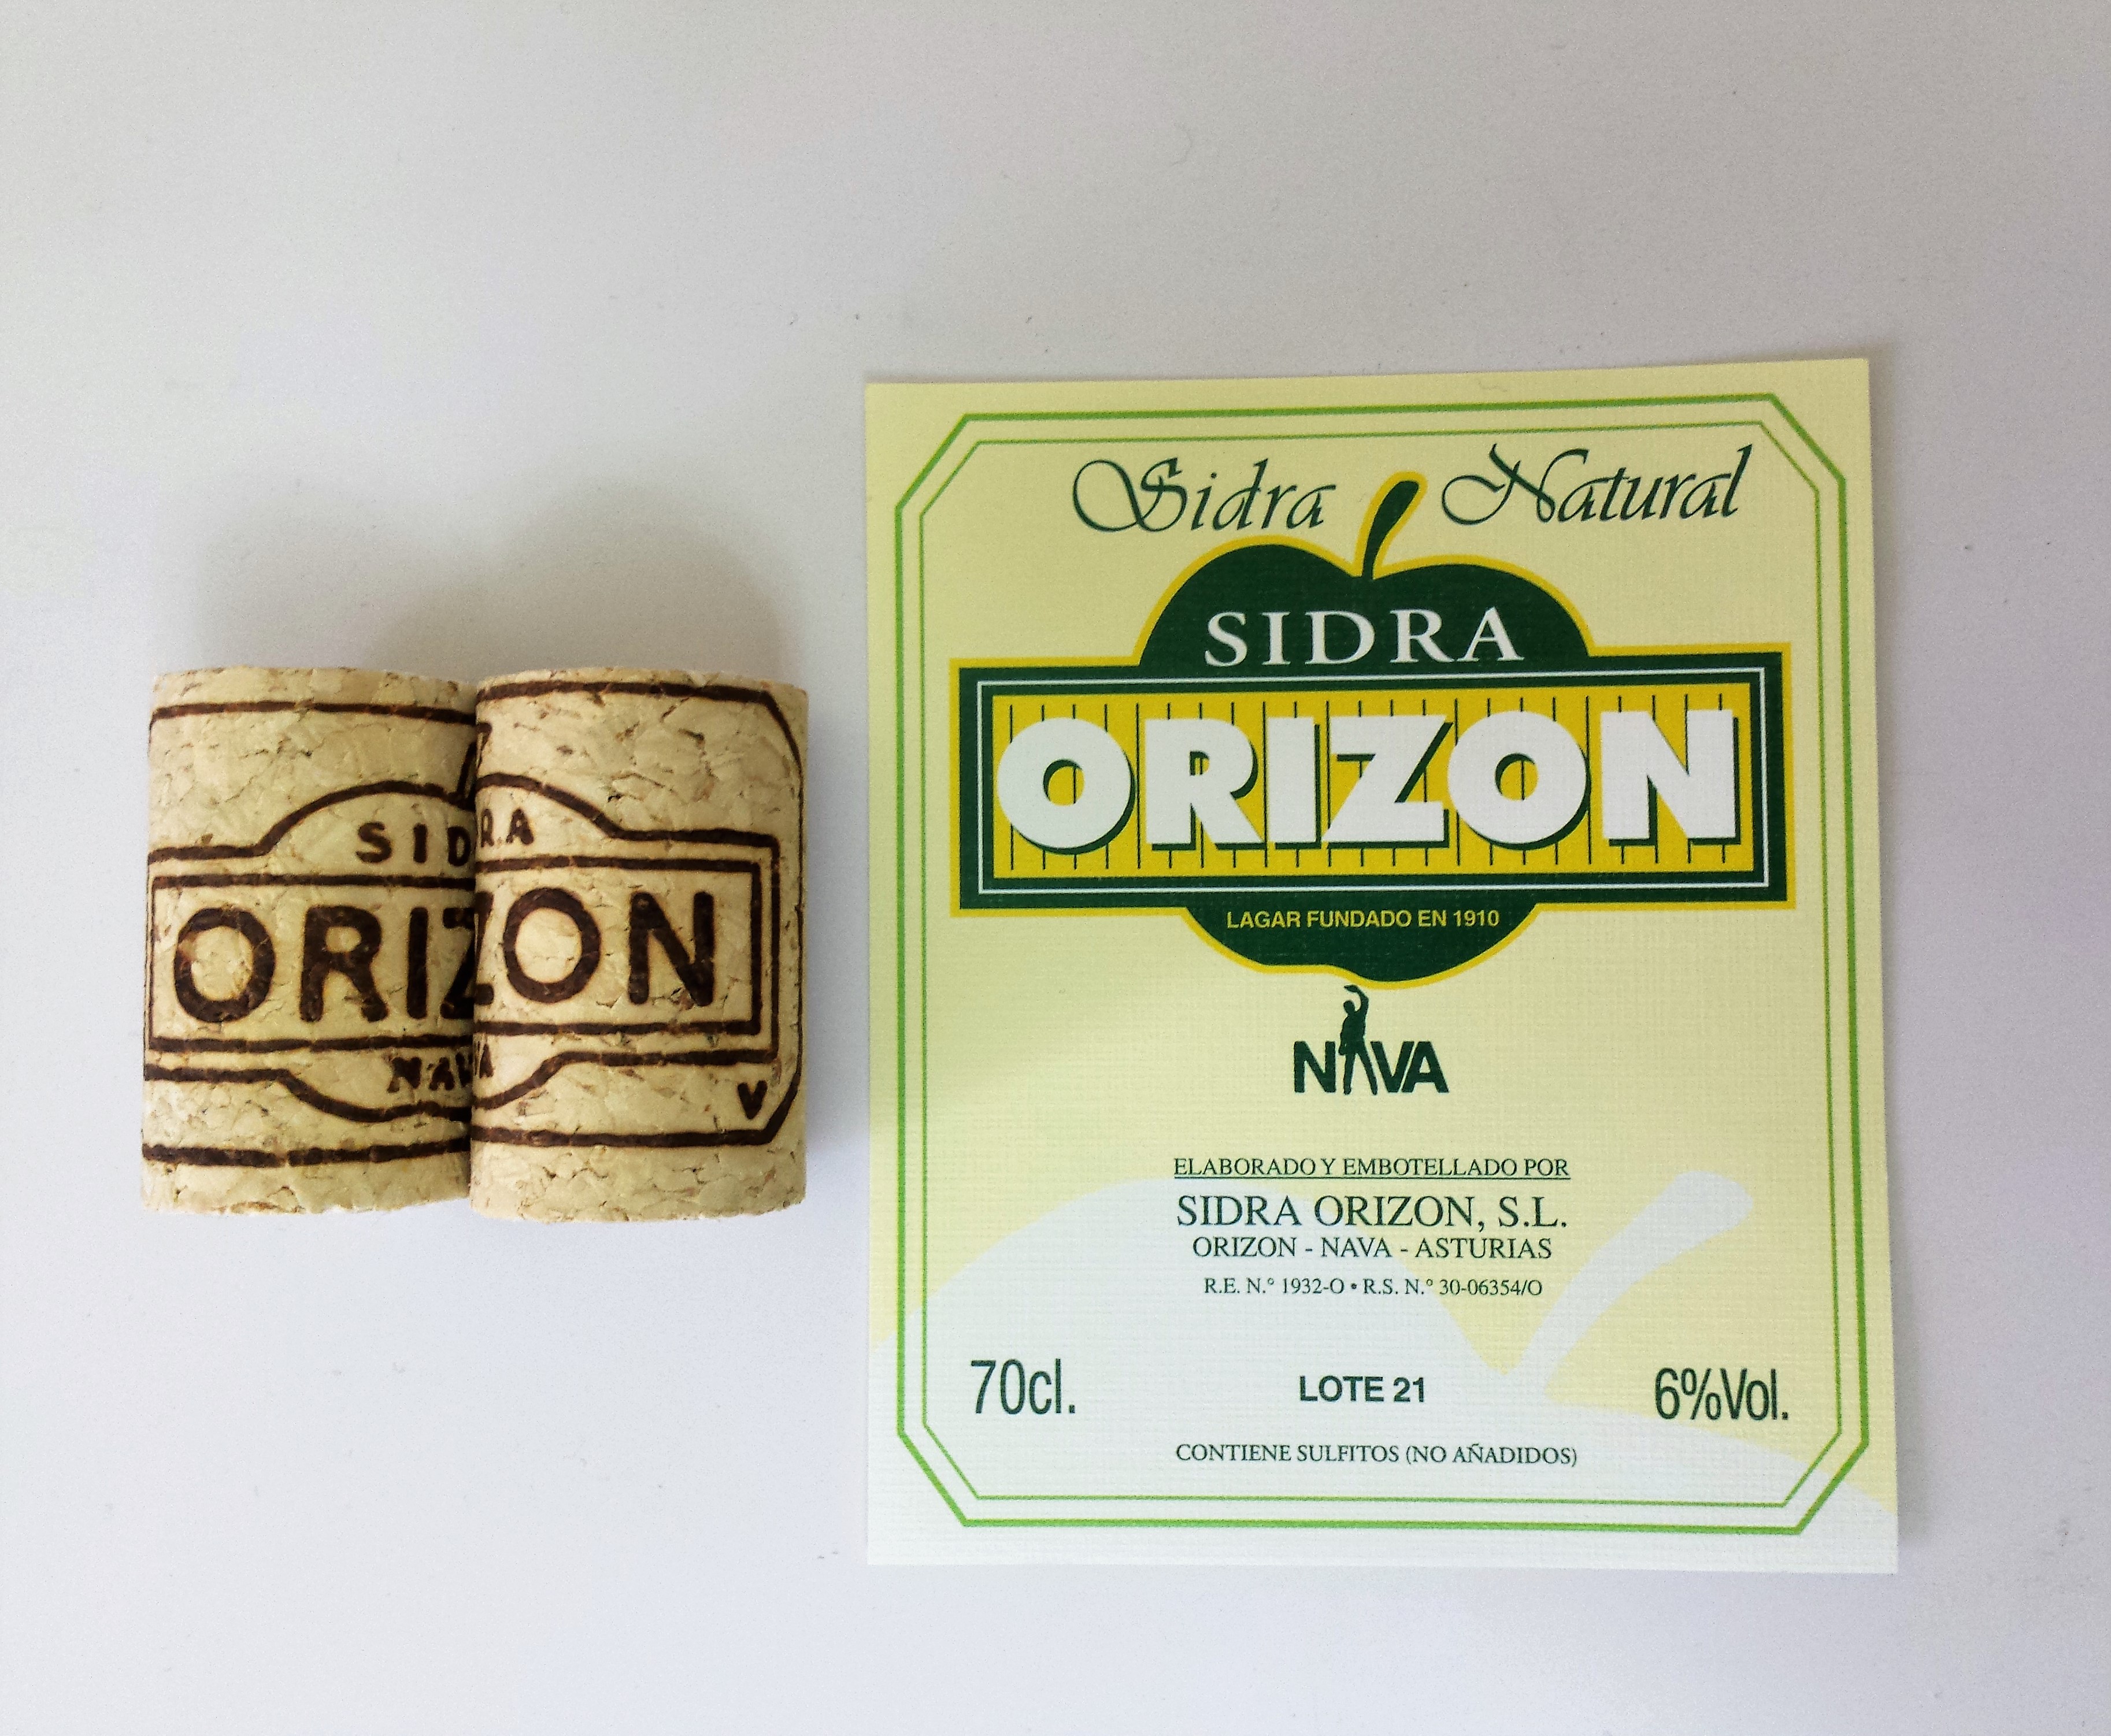 SIDRA
ORIZON
NAVA
V
Sidra Natural
SIDRA
ORIZON
LAGAR FUNDADO EN 1910
NAVA
ELABORADO Y EMBOTELLADO POR
SIDRA ORIZON, S.L.
ORIZON - NAVA - ASTURIAS
R.E. N.º 1932-O • R.S. N.º 30-06354/O
70cl. LOTE 21 6%Vol.
CONTIENE SULFITOS (NO AÑADIDOS)